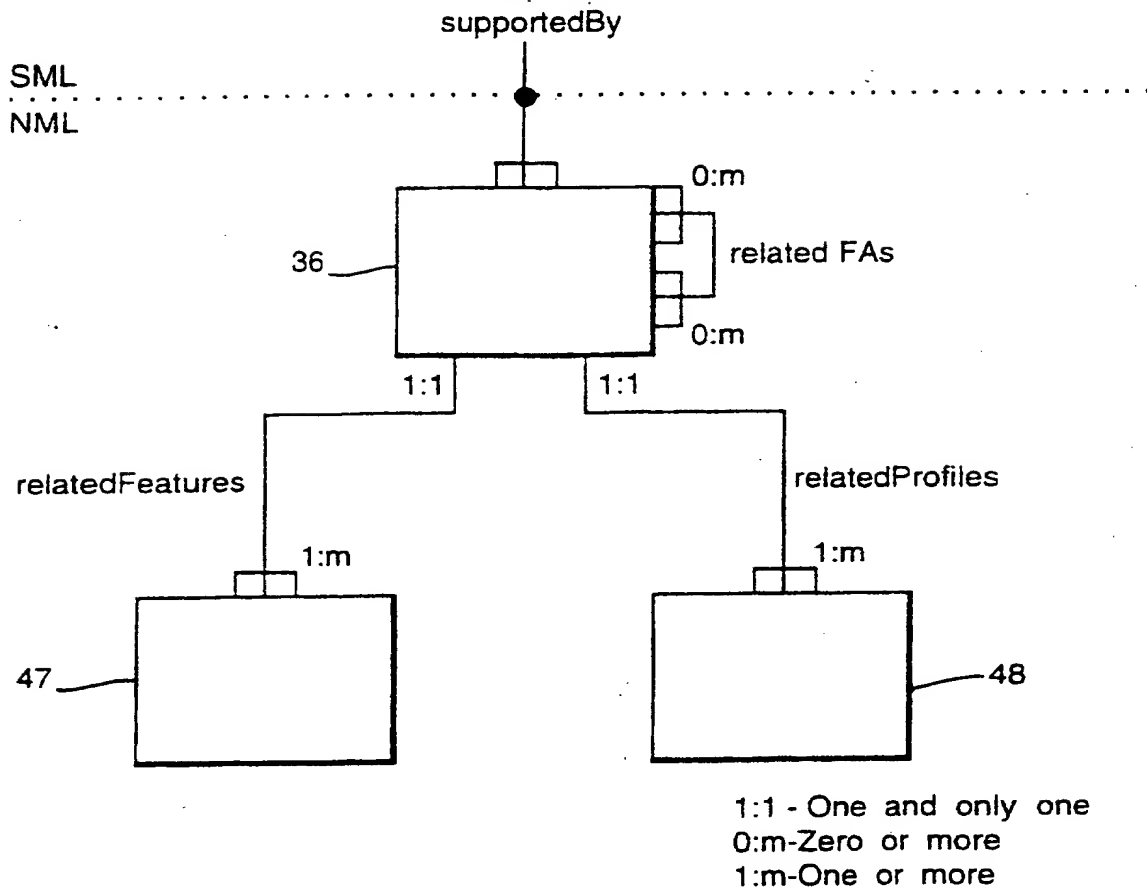 supportedBy
SML
NML
0:m
36
related FAs
0:m
1:1
1:1
relatedFeatures
relatedProfiles
1:m
1:m
47
48
1:1 - One and only one
0:m-Zero or more
1:m-One or more